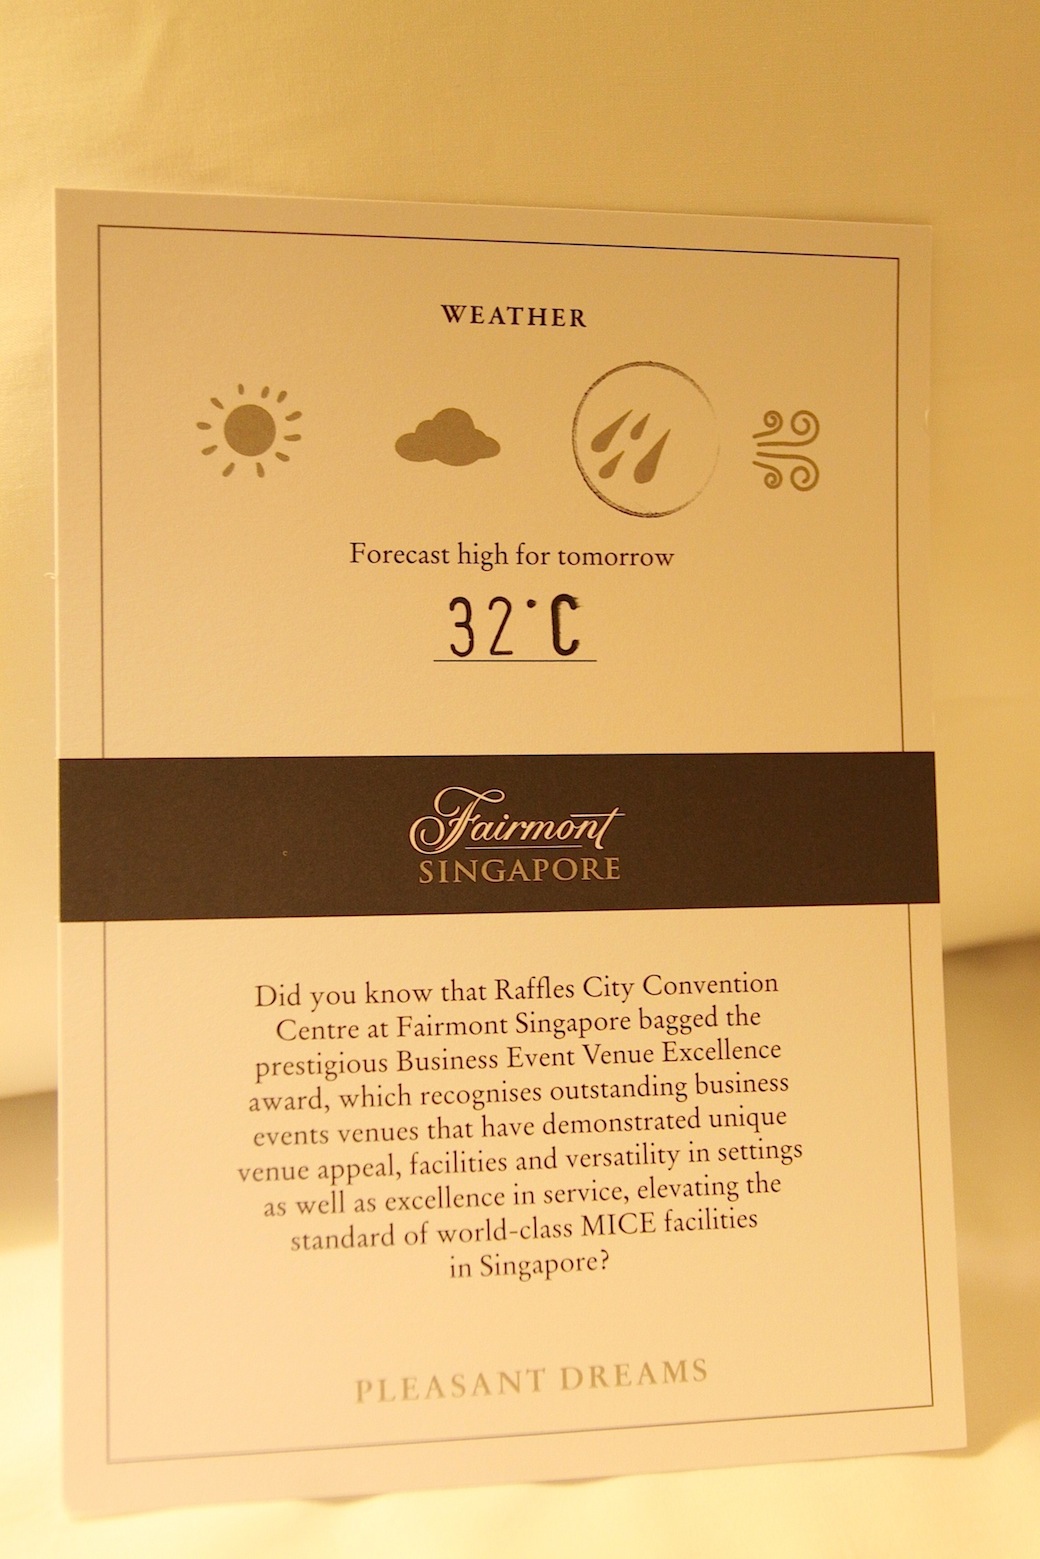 WEATHER
Forecast high for tomorrow
32°C
Fairmont
SINGAPORE
Did you know that Raffles City Convention
Centre at Fairmont Singapore bagged the
prestigious Business Event Venue Excellence
award, which recognises outstanding business
events venues that have demonstrated unique
venue appeal, facilities and versatility in settings
as well as excellence in service, elevating the
standard of world-class MICE facilities
in Singapore?
PLEASANT DREAMS